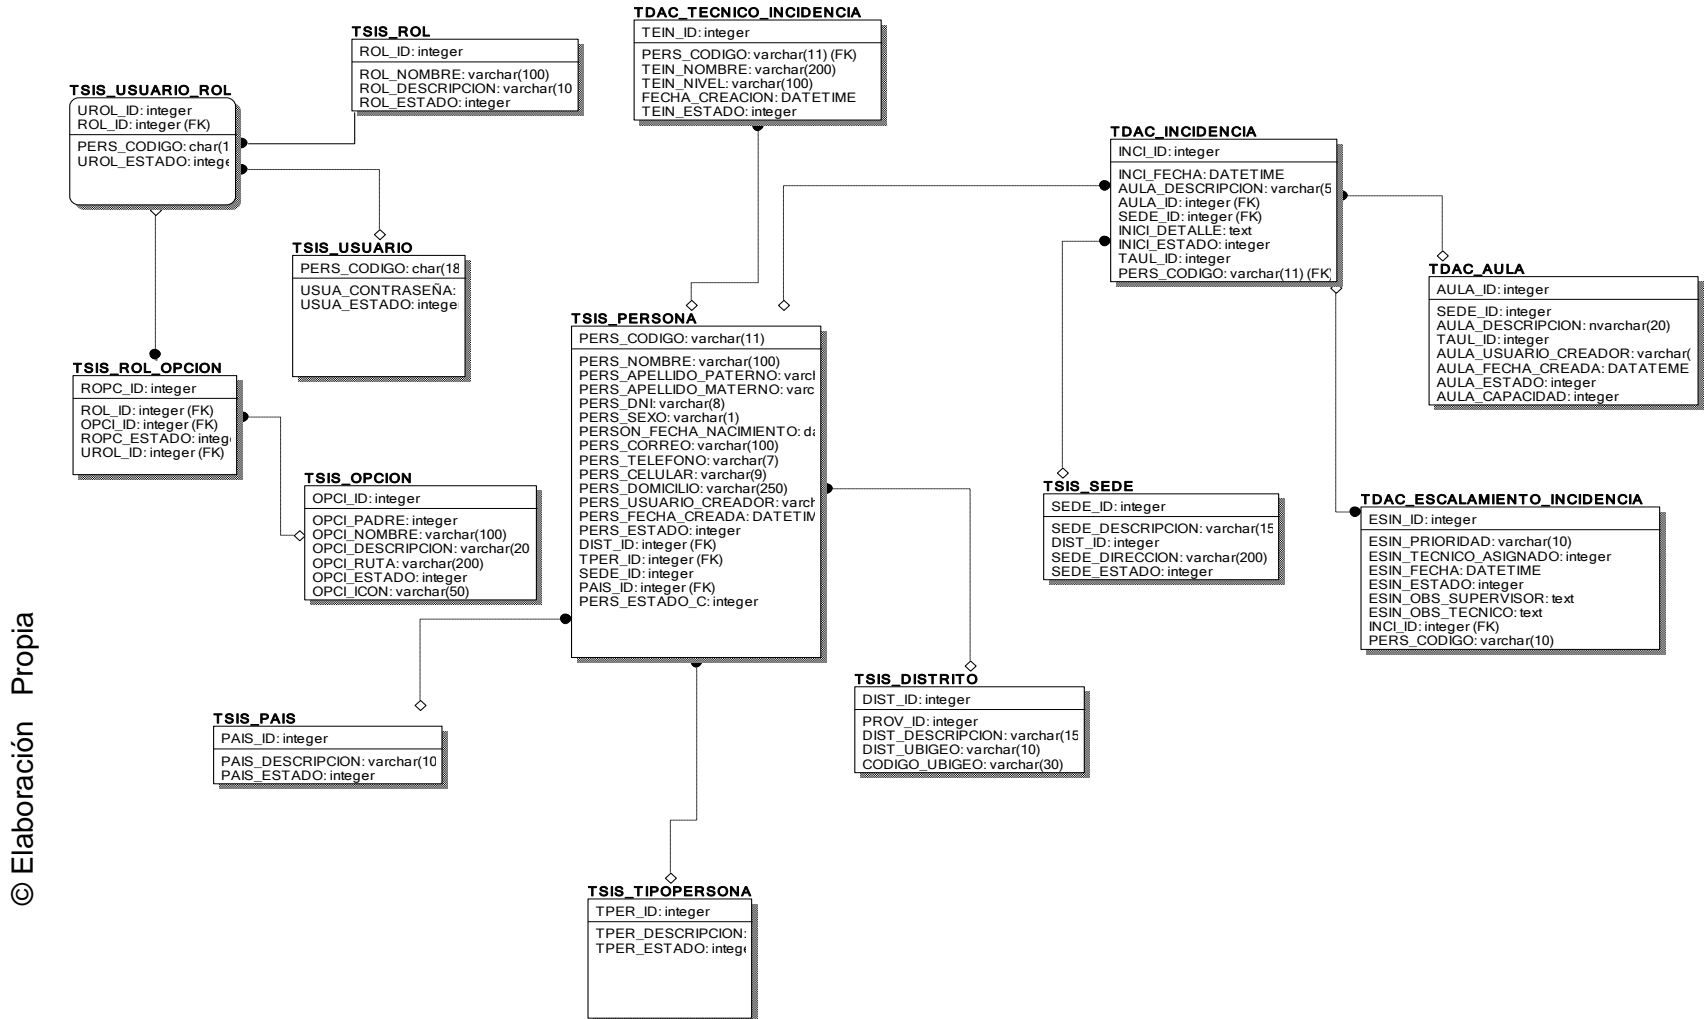 TDAC_TECNICO_INCIDENCIA
TEIN_ID: integer
PERS_CODIGO: varchar(11) (FK)
TEIN_NOMBRE: varchar(200)
TEIN_NIVEL: varchar(100)
FECHA_CREACION: DATETIME
TEIN_ESTADO: integer
TSIS_ROL
ROL_ID: integer
ROL_NOMBRE: varchar(100)
ROL_DESCRIPCION: varchar(10
ROL_ESTADO: integer
TSIS_USUARIO_ROL
UROL_ID: integer
ROL_ID: integer (FK)
PERS_CODIGO: char(1
UROL_ESTADO: intege
TDAC_INCIDENCIA
INCI_ID: integer
INCI_FECHA: DATETIME
AULA_DESCRIPCION: varchar(5
AULA_ID: integer (FK)
SEDE_ID: integer (FK)
INICI_DETALLE: text
INICI_ESTADO: integer
TAUL_ID: integer
PERS_CODIGO: varchar(11) (FK)
TSIS_USUARIO
PERS_CODIGO: char(18
USUA_CONTRASEÑA:
USUA_ESTADO: intege
TDAC_AULA
AULA_ID: integer
SEDE_ID: integer
AULA_DESCRIPCION: nvarchar(20)
TAUL_ID: integer
AULA_USUARIO_CREADOR: varchar(
AULA_FECHA_CREADA: DATATEME
AULA_ESTADO: integer
AULA_CAPACIDAD: integer
TSIS_PERSONA
PERS_CODIGO: varchar(11)
PERS_NOMBRE: varchar(100)
PERS_APELLIDO_PATERNO: varch
PERS_APELLIDO_MATERNO: varc
PERS_DNI: varchar(8)
PERS_SEXO: varchar(1)
PERSON_FECHA_NACIMIENTO: da
PERS_CORREO: varchar(100)
PERS_TELEFONO: varchar(7)
PERS_CELULAR: varchar(9)
PERS_DOMICILIO: varchar(250)
PERS_USUARIO_CREADOR: varch
PERS_FECHA_CREADA: DATETIM
PERS_ESTADO: integer
DIST_ID: integer (FK)
TPER_ID: integer (FK)
SEDE_ID: integer
PAIS_ID: integer (FK)
PERS_ESTADO_C: integer
TSIS_ROL_OPCION
ROPC_ID: integer
ROL_ID: integer (FK)
OPCI_ID: integer (FK)
ROPC_ESTADO: integ
UROL_ID: integer (FK)
TSIS_OPCION
OPCI_ID: integer
OPCI_PADRE: integer
OPCI_NOMBRE: varchar(100)
OPCI_DESCRIPCION: varchar(20
OPCI_RUTA: varchar(200)
OPCI_ESTADO: integer
OPCI_ICON: varchar(50)
TSIS_SEDE
SEDE_ID: integer
SEDE_DESCRIPCION: varchar(15
DIST_ID: integer
SEDE_DIRECCION: varchar(200)
SEDE_ESTADO: integer
TDAC_ESCALAMIENTO_INCIDENCIA
ESIN_ID: integer
ESIN_PRIORIDAD: varchar(10)
ESIN_TECNICO_ASIGNADO: integer
ESIN_FECHA: DATETIME
ESIN_ESTADO: integer
ESIN_OBS_SUPERVISOR: text
ESIN_OBS_TECNICO: text
INCI_ID: integer (FK)
PERS_CODIGO: varchar(10)
TSIS_DISTRITO
DIST_ID: integer
PROV_ID: integer
DIST_DESCRIPCION: varchar(15
DIST_UBIGEO: varchar(10)
CODIGO_UBIGEO: varchar(30)
TSIS_PAIS
PAIS_ID: integer
PAIS_DESCRIPCION: varchar(10
PAIS_ESTADO: integer
TSIS_TIPOPERSONA
TPER_ID: integer
TPER_DESCRIPCION:
TPER_ESTADO: intege
© Elaboración Propia